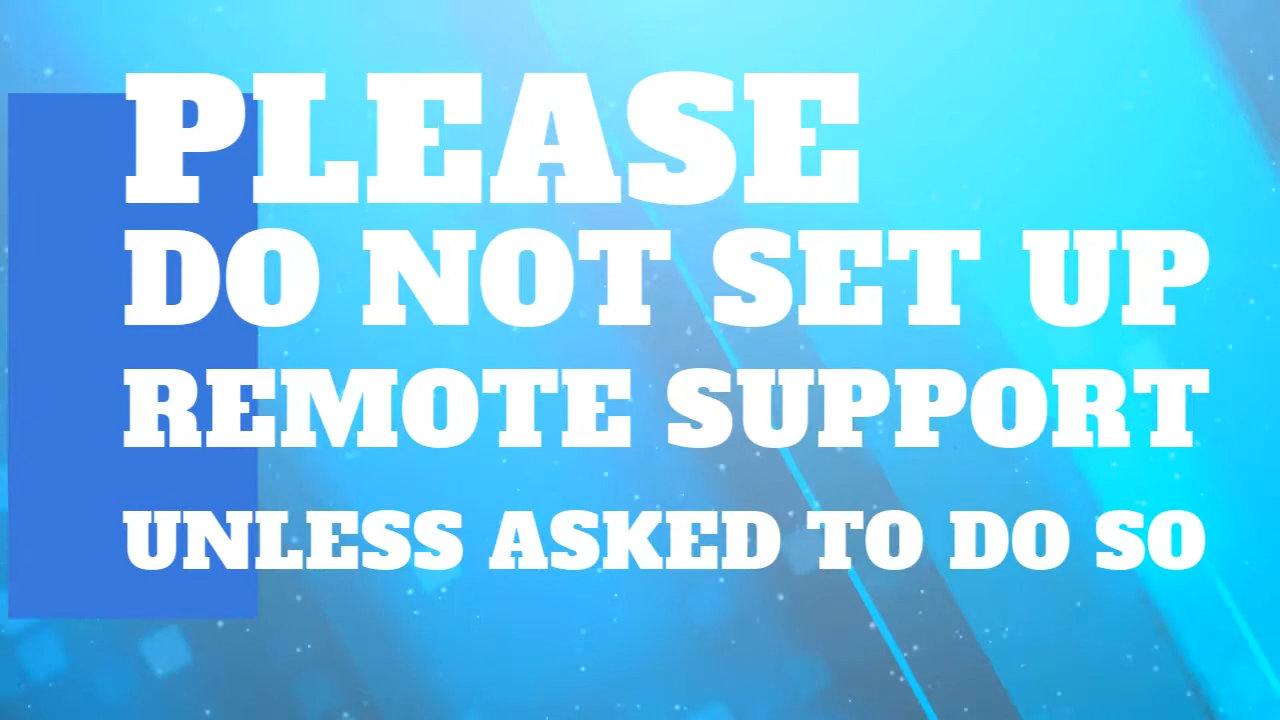 PLEASE
DO NOT SET UP
REMOTE SUPPORT
UNLESS ASKED TO DO SO